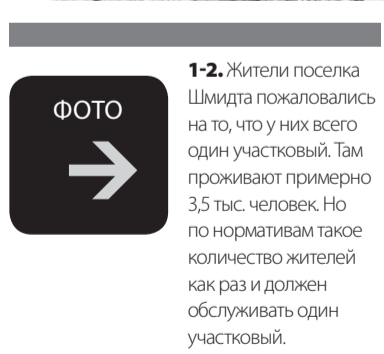 ФОТО
1-2. Жители поселка
Шмидта пожаловались
на то, что у них всего
один участковый. Там
проживают примерно
3,5 тыс. человек. Но
по нормативам такое
количество жителей
как раз и должен
обслуживать один
участковый.